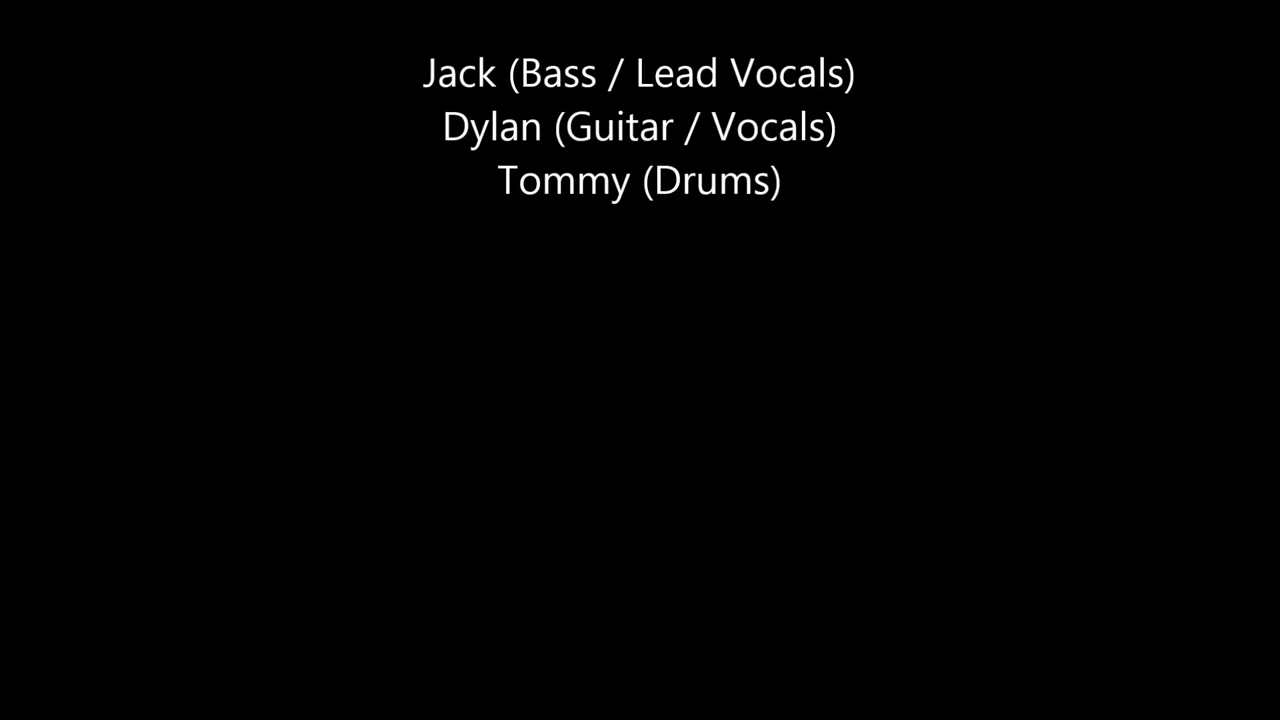 Jack (Bass / Lead Vocals)
Dylan (Guitar / Vocals)
Tommy (Drums)